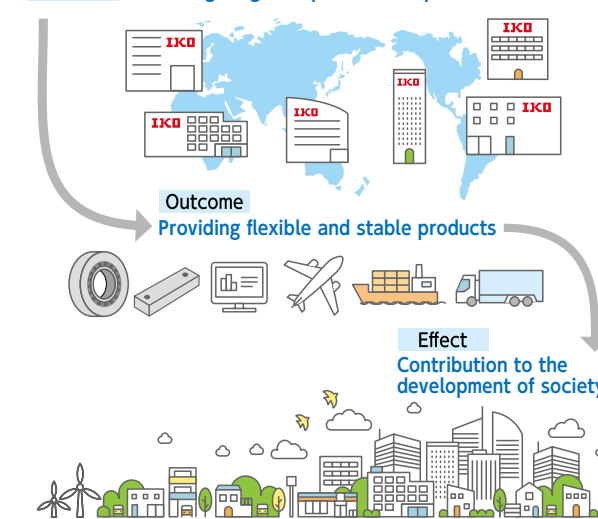 IKO
IKO
IKO
IKO
IKO
IKO
Outcome
Providing flexible and stable products
Effect
Contribution to the
development of society